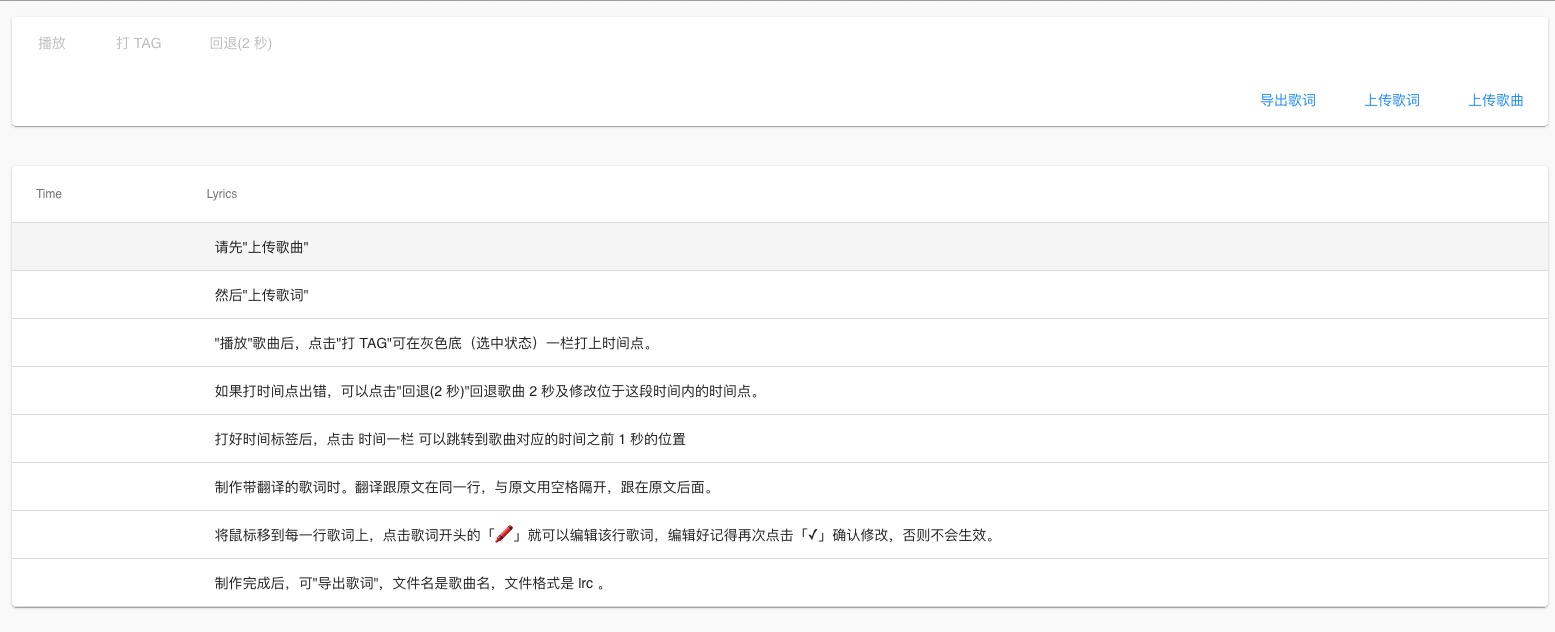 播放 打 TAG 回退(2 秒)
导出歌词 上传歌词 上传歌曲
Time Lyrics
请先"上传歌曲"
然后"上传歌词"
"播放"歌曲后，点击"打 TAG"可在灰色底（选中状态）一栏打上时间点。
如果打时间点出错，可以点击"回退(2 秒)"回退歌曲 2 秒及修改位于这段时间内的时间点。
打好时间标签后，点击 时间一栏 可以跳转到歌曲对应的时间之前 1 秒的位置
制作带翻译的歌词时。翻译跟原文在同一行，与原文用空格隔开，跟在原文后面。
将鼠标移到每一行歌词上，点击歌词开头的「🖍」就可以编辑该行歌词，编辑好记得再次点击「✓」确认修改，否则不会生效。
制作完成后，可"导出歌词"，文件名是歌曲名，文件格式是 lrc 。